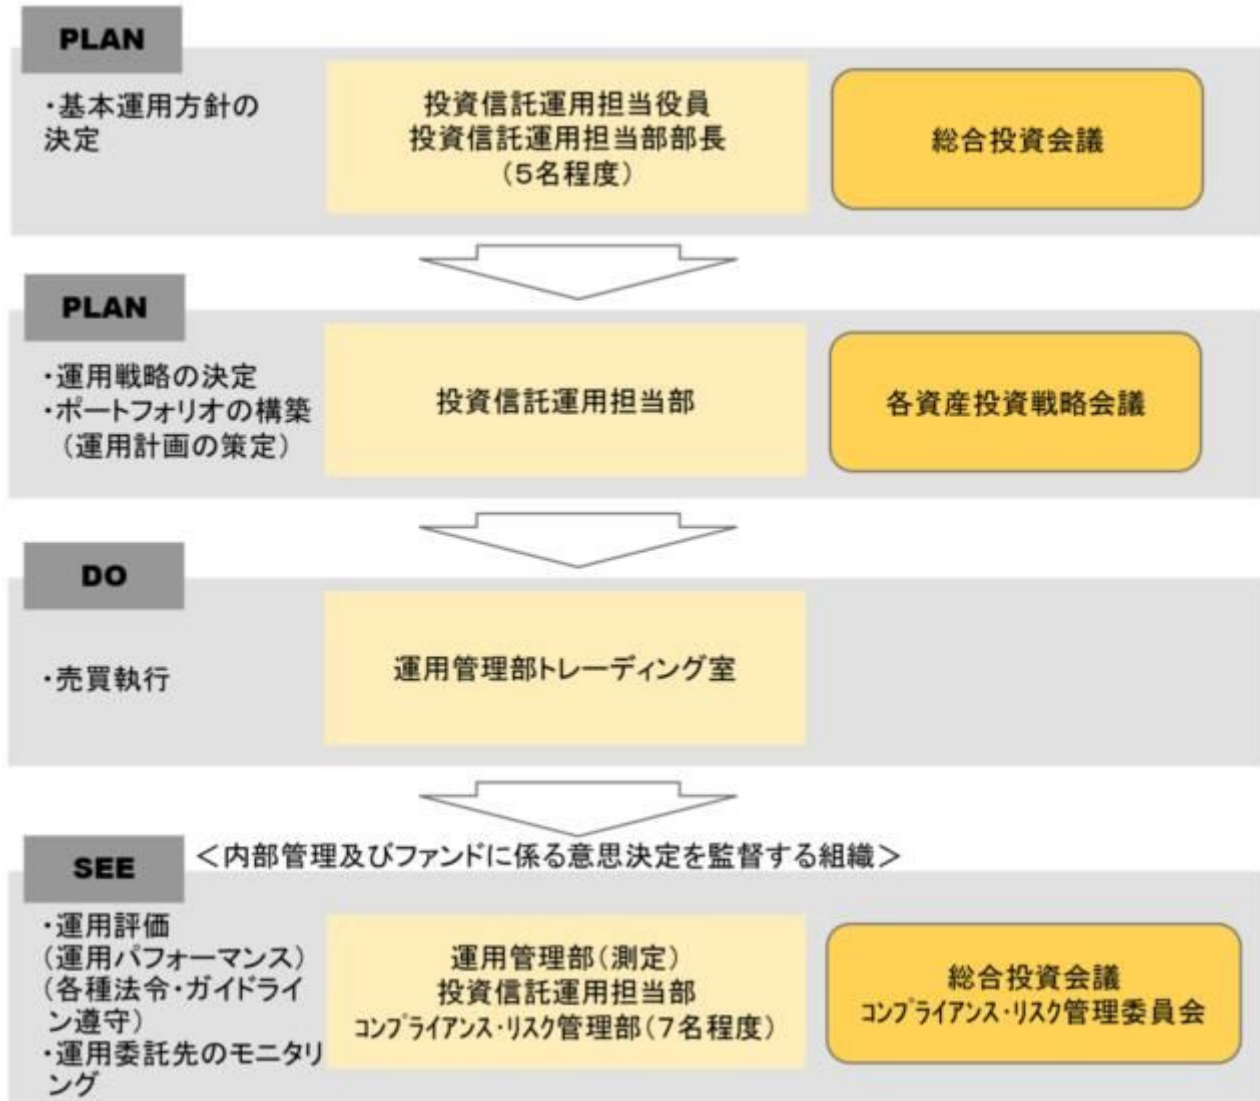 PLAN
・基本運用方針の
決定
投資信託運用担当役員
投資信託運用担当部部長
(5名程度)
総合投資会議
PLAN
・運用戦略の決定
・ポートフォリオの構築
(運用計画の策定)
投資信託運用担当部
各資産投資戦略会議
DO
・売買執行
運用管理部トレーディング室
SEE
＜内部管理及びファンドに係る意思決定を監督する組織＞
・運用評価
(運用パフォーマンス)
(各種法令・ガイドライ
ン遵守)
・運用委託先のモニタリ
ング
運用管理部(測定)
投資信託運用担当部
ｺﾝﾌﾟﾗｲｱﾝｽ・ﾘｽｸ管理部(7名程度)
総合投資会議
ｺﾝﾌﾟﾗｲｱﾝｽ・ﾘｽｸ管理委員会